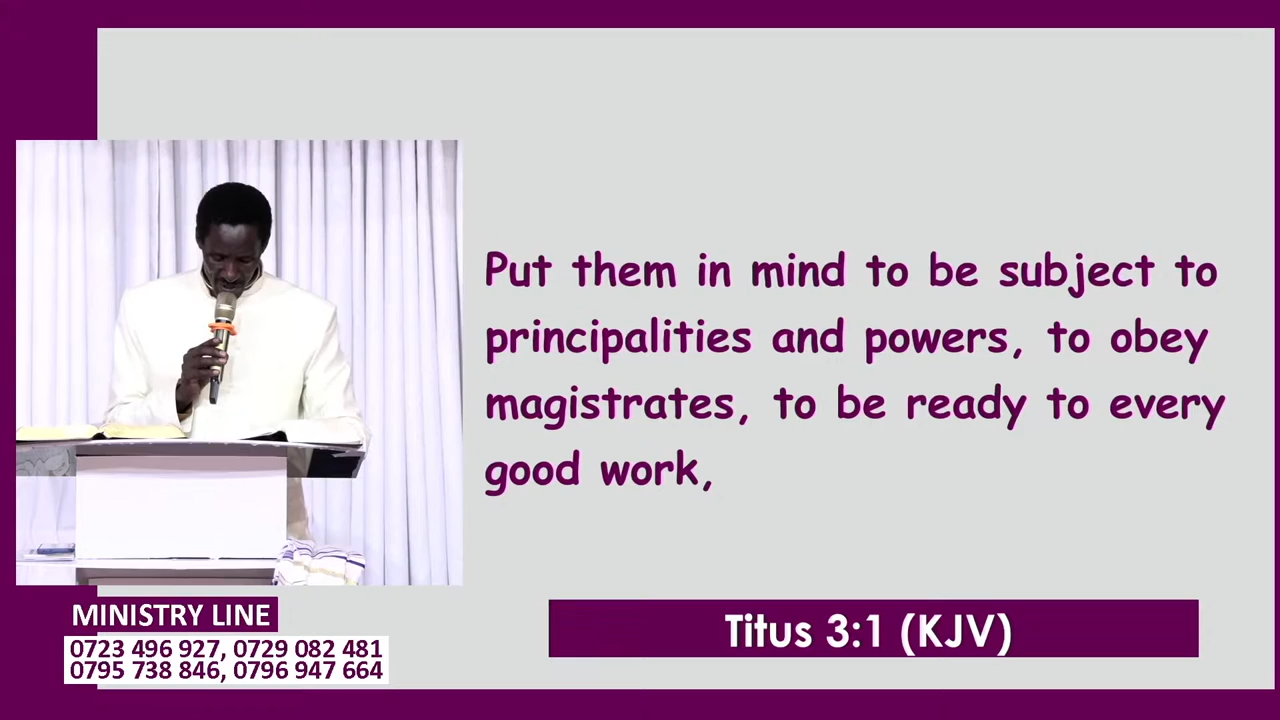 Put them in mind to be subject to
principalities and powers, to obey
magistrates, to be ready to every
good work,
MINISTRY LINE
0723 496 927, 0729 082 481
0795 738 846, 0796 947 664
Titus 3:1 (KJV)